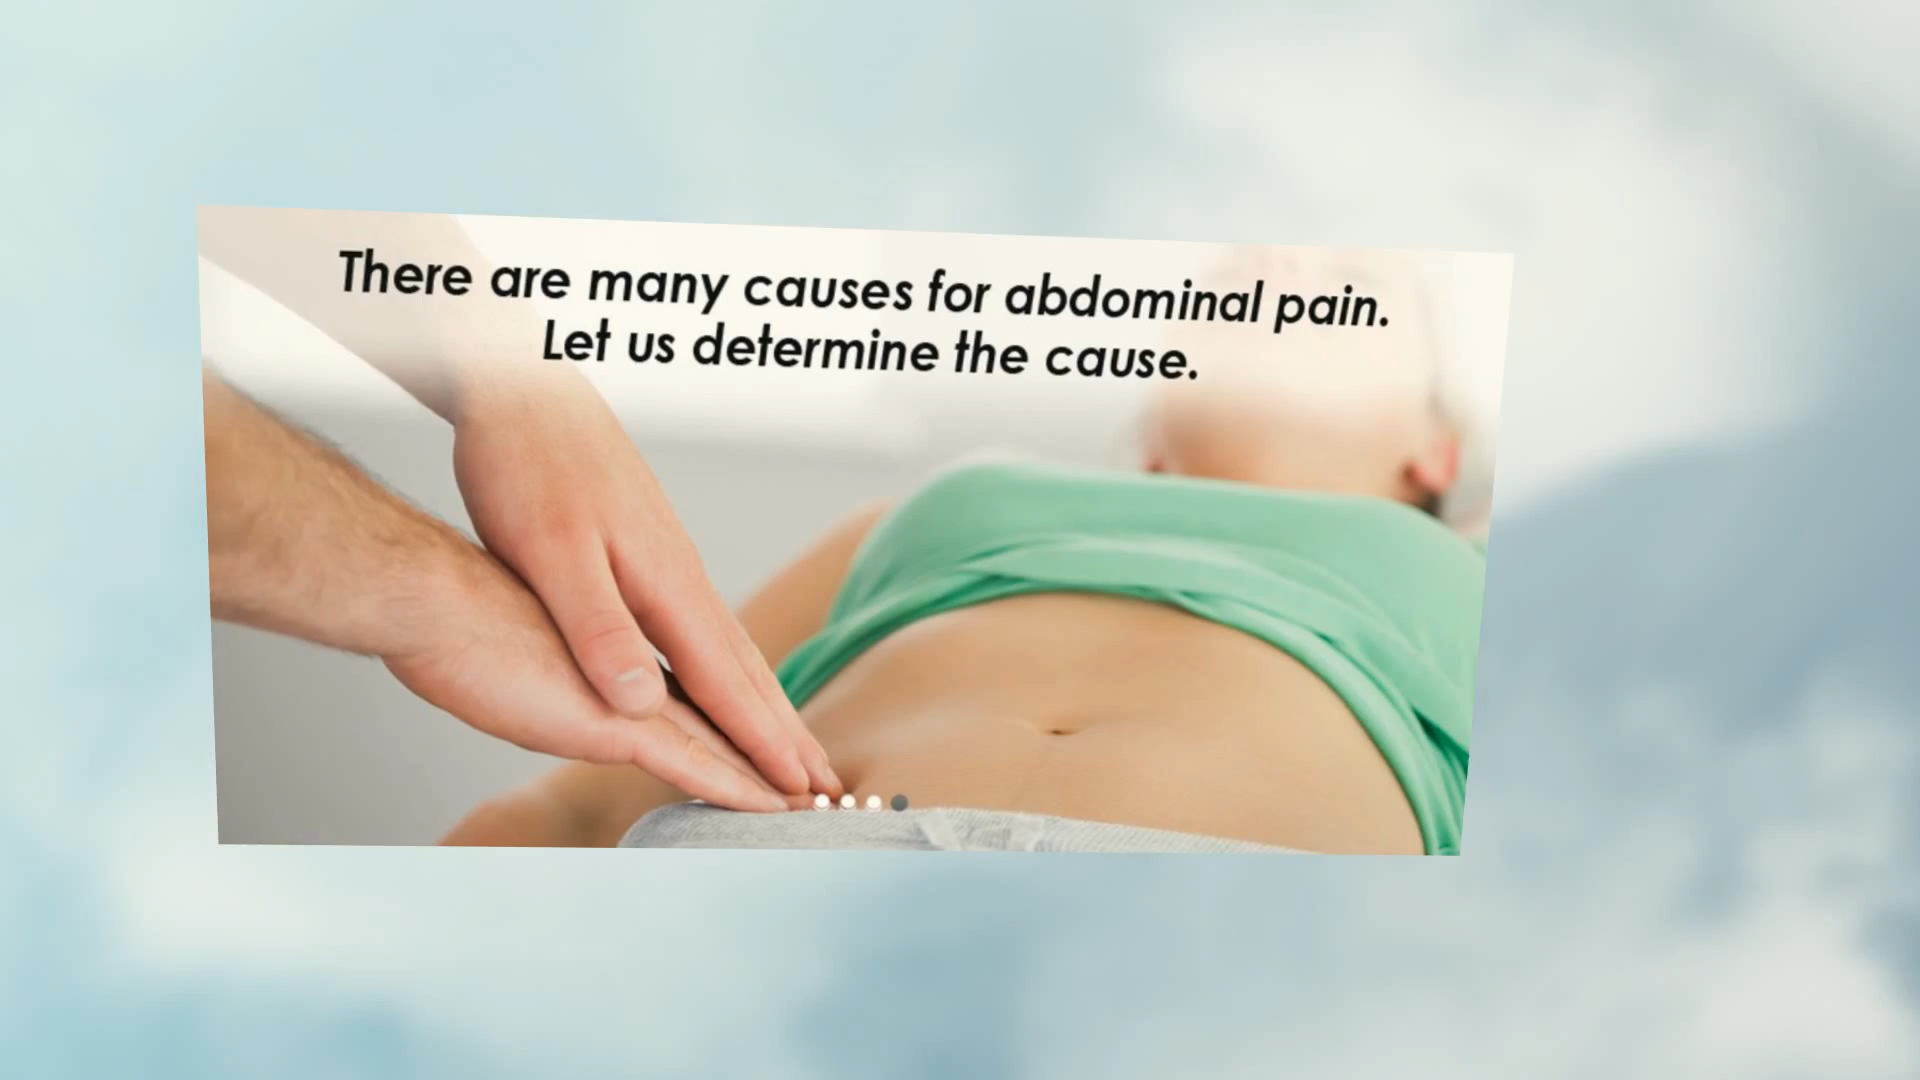 There are many causes for abdominal pain.
Let us determine the cause.